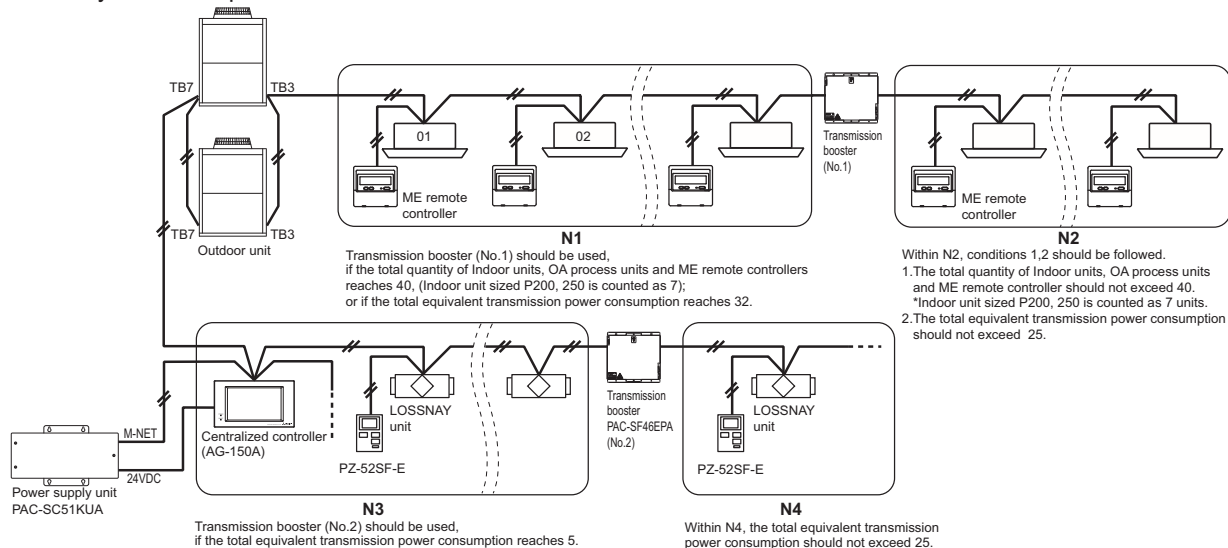 TB7
TB3
TB7
TB3
Outdoor unit
01
02
ME remote
controller
Transmission
booster
(No.1)
ME remote
controller
N1
Transmission booster (No.1) should be used,
if the total quantity of Indoor units, OA process units and ME remote controllers
reaches 40, (Indoor unit sized P200, 250 is counted as 7);
or if the total equivalent transmission power consumption reaches 32.
N2
Within N2, conditions 1,2 should be followed.
1.The total quantity of Indoor units, OA process units
and ME remote controller should not exceed 40.
*Indoor unit sized P200, 250 is counted as 7 units.
2.The total equivalent transmission power consumption
should not exceed 25.
M-NET
24VDC
Power supply unit
PAC-SC51KUA
Centralized controller
(AG-150A)
LOSSNAY
unit
PZ-52SF-E
Transmission
booster
PAC-SF46EPA
(No.2)
LOSSNAY
unit
PZ-52SF-E
N3
Transmission booster (No.2) should be used,
if the total equivalent transmission power consumption reaches 5.
N4
Within N4, the total equivalent transmission
power consumption should not exceed 25.